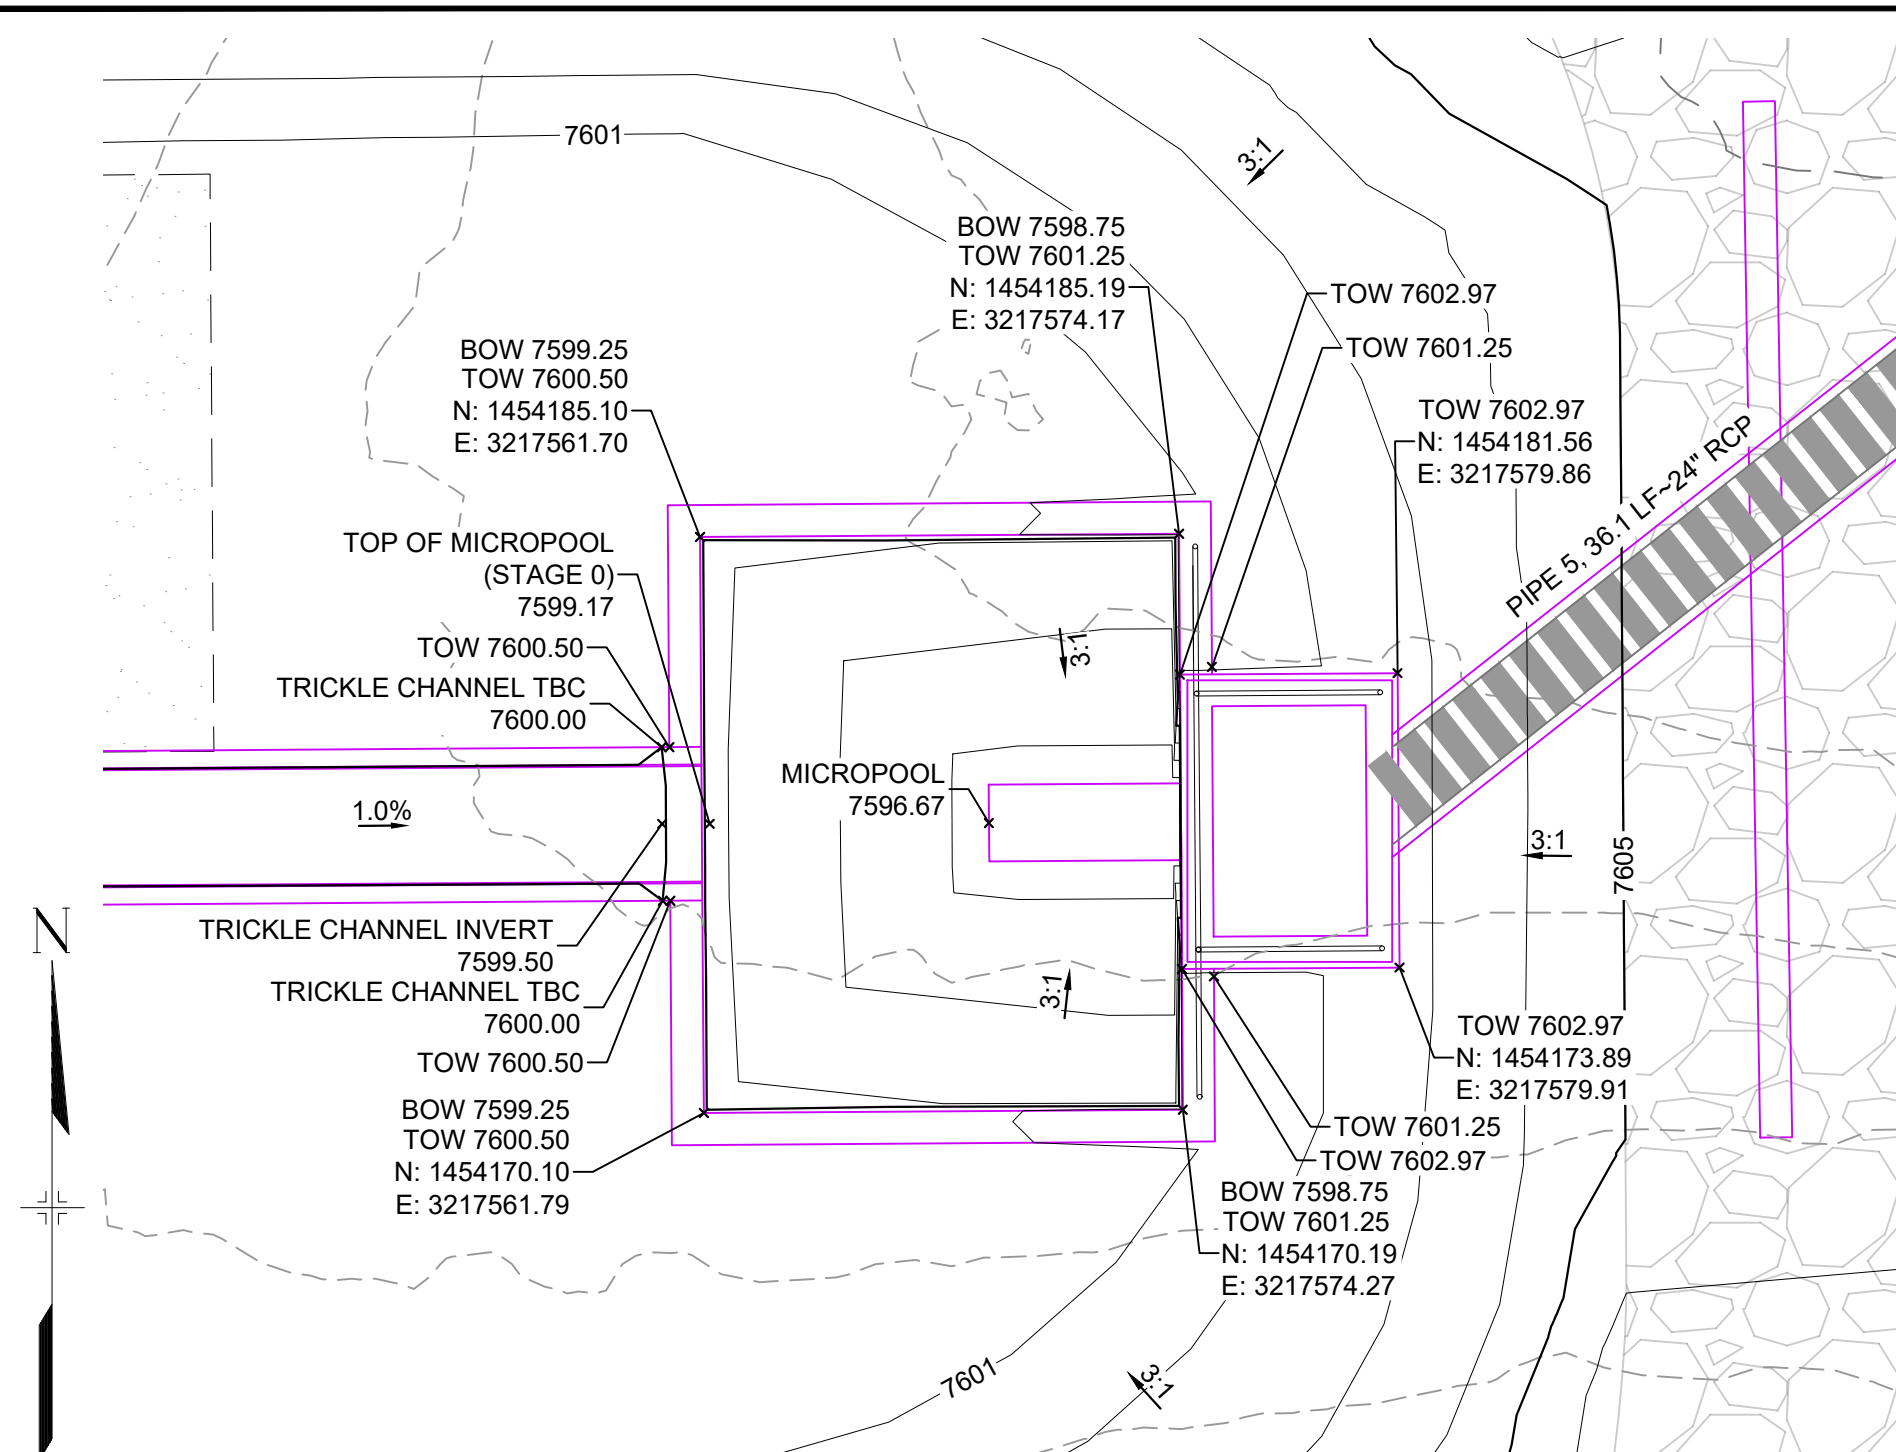 7601
3:1
BOW 7598.75
TOW 7601.25
N: 1454185.19
E: 3217574.17
TOW 7602.97
TOW 7601.25
BOW 7599.25
TOW 7600.50
N: 1454185.10
E: 3217561.70
TOW 7602.97
N: 1454181.56
E: 3217579.86
PIPE 5, 36.1 LF~24" RCP
TOP OF MICROPOOL
(STAGE 0)
7599.17
TOW 7600.50
TRICKLE CHANNEL TBC
7600.00
3:1
MICROPOOL
7596.67
1.0%
3:1
7605
N
TRICKLE CHANNEL INVERT
7599.50
TRICKLE CHANNEL TBC
7600.00
TOW 7600.50
3:1
BOW 7599.25
TOW 7600.50
N: 1454170.10
E: 3217561.79
TOW 7602.97
N: 1454173.89
E: 3217579.91
TOW 7601.25
TOW 7602.97
BOW 7598.75
TOW 7601.25
N: 1454170.19
E: 3217574.27
7601
3:1